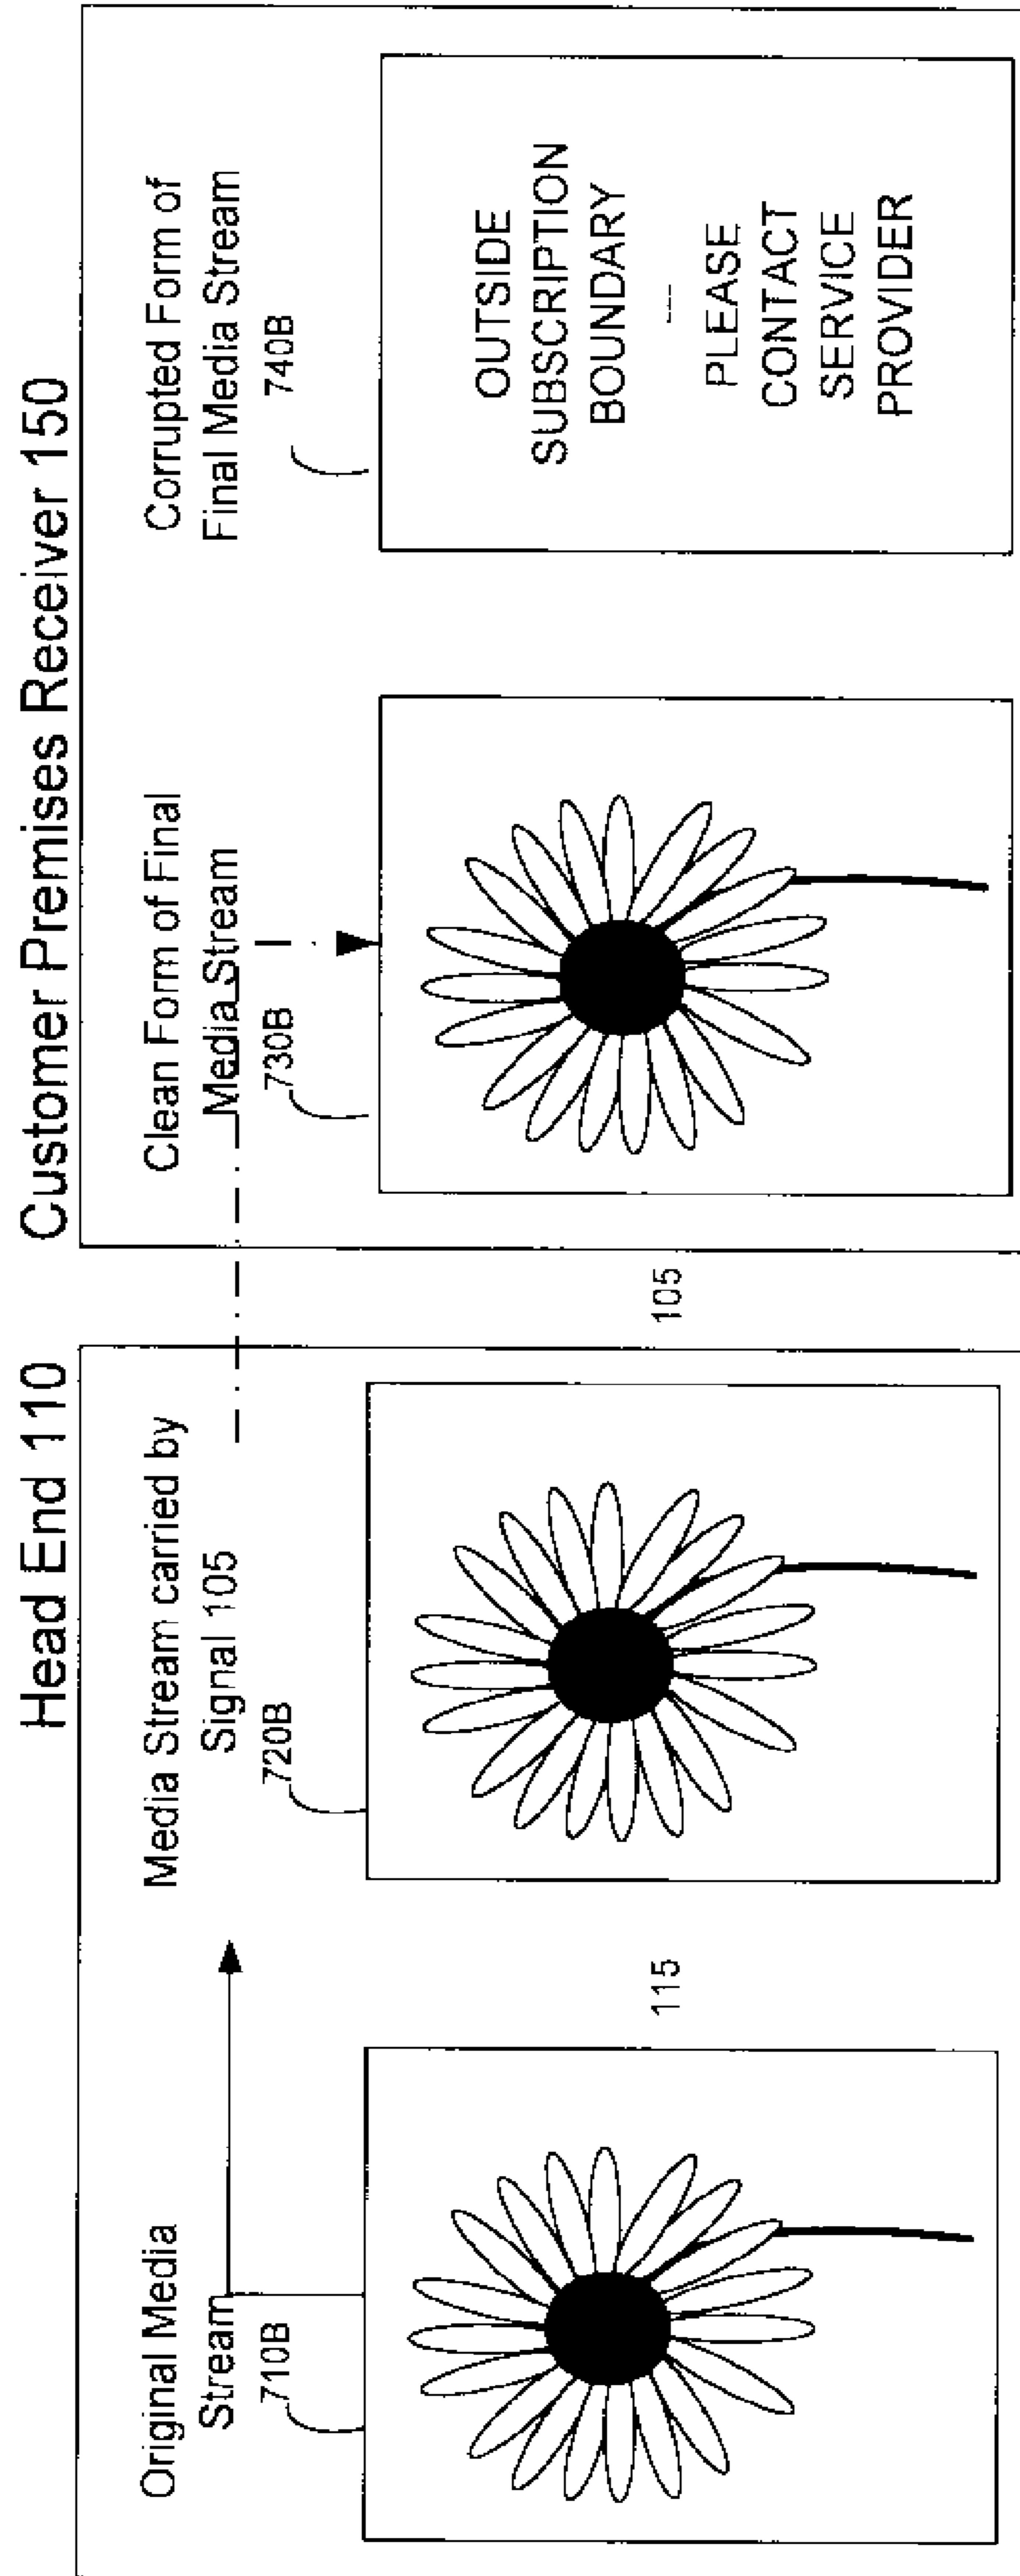 Head End 110
Original Media
Stream
710B
115
Media Stream carried by
Signal 105
720B
105
Customer Premises Receiver 150
Clean Form of Final
Media Stream
730B
Corrupted Form of
Final Media Stream
740B
OUTSIDE
SUBSCRIPTION
BOUNDARY
—
PLEASE
CONTACT
SERVICE
PROVIDER